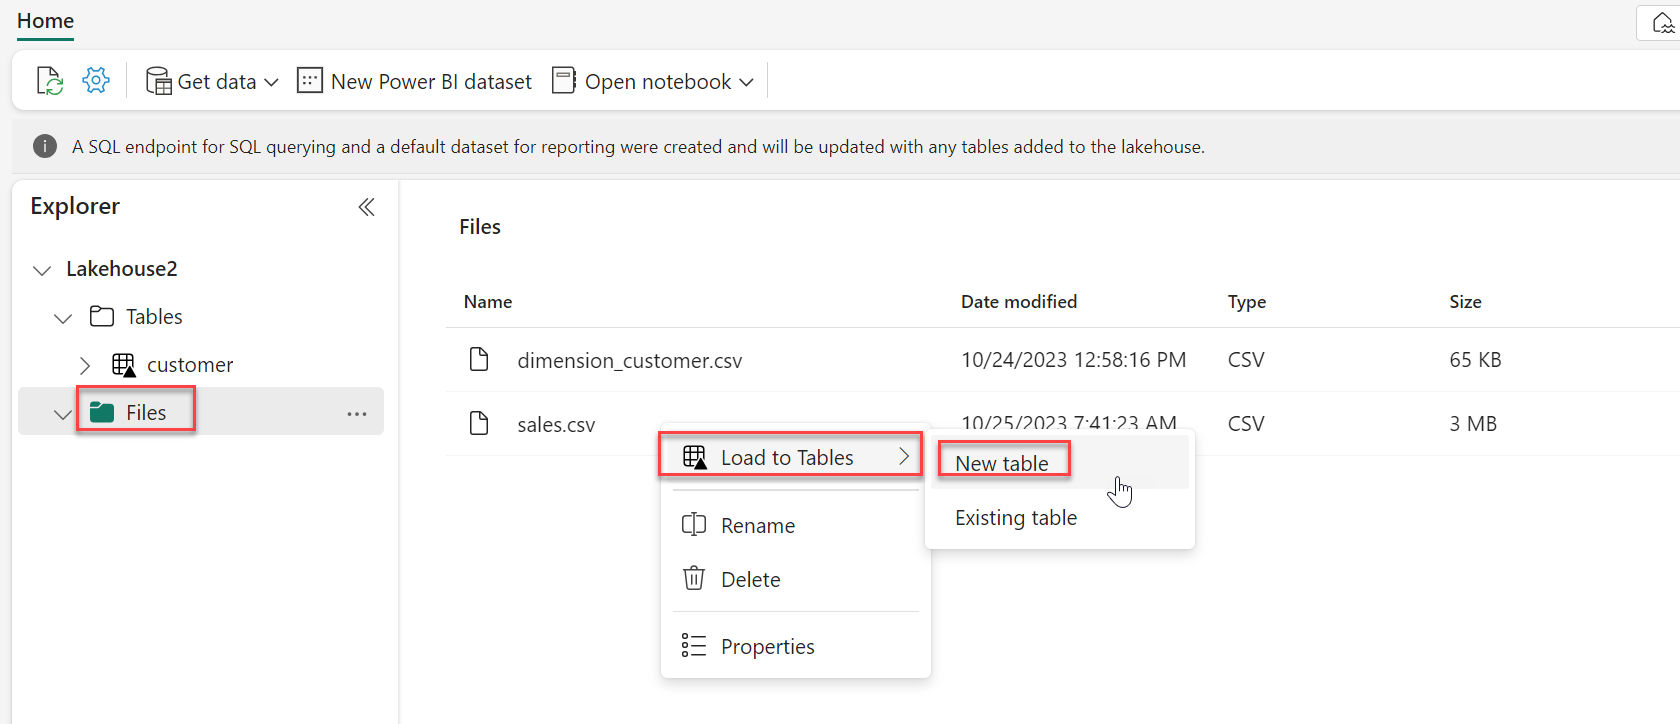 Home
Get data
New Power BI dataset
Open notebook
A SQL endpoint for SQL querying and a default dataset for reporting were created and will be updated with any tables added to the lakehouse.
Explorer
Lakehouse2
Tables
customer
Files
Files
Name Date modified Type Size
dimension_customer.csv 10/24/2023 12:58:16 PM CSV 65 KB
sales.csv 10/25/2023 7:41:23 AM CSV 3 MB
Load to Tables
Rename
Delete
Properties
New table
Existing table